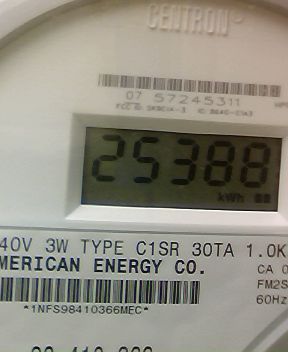 CENTRON
07 57245311
25388
kWh
40V 3W TYPE C1SR 30TA 1.0K
MERICAN ENERGY CO.
CA 0
FM2S
60Hz
*1NFS98410366MEC*